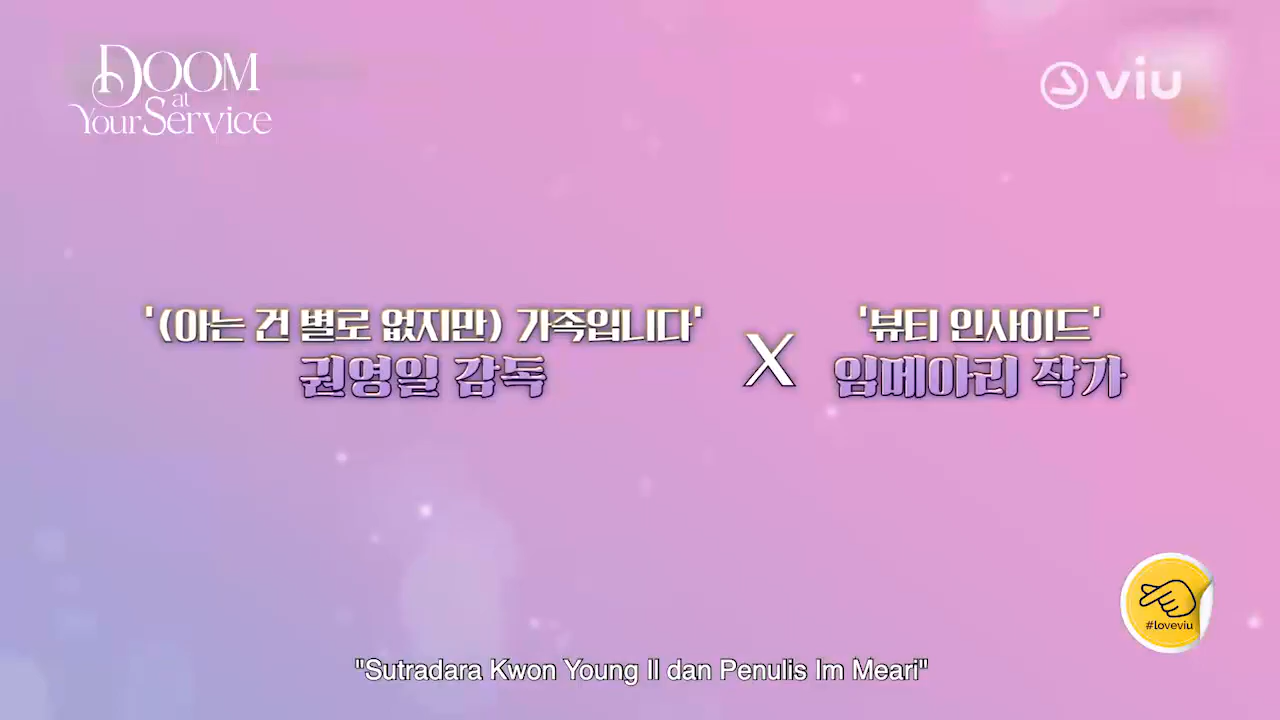 DOOM
at
Your Service
viu
'(아는 건 별로 없지만) 가족입니다'
권영일 감독
X
'뷰티 인사이드'
임메아리 작가
#loveviu
"Sutradara Kwon Young Il dan Penulis Im Meari"